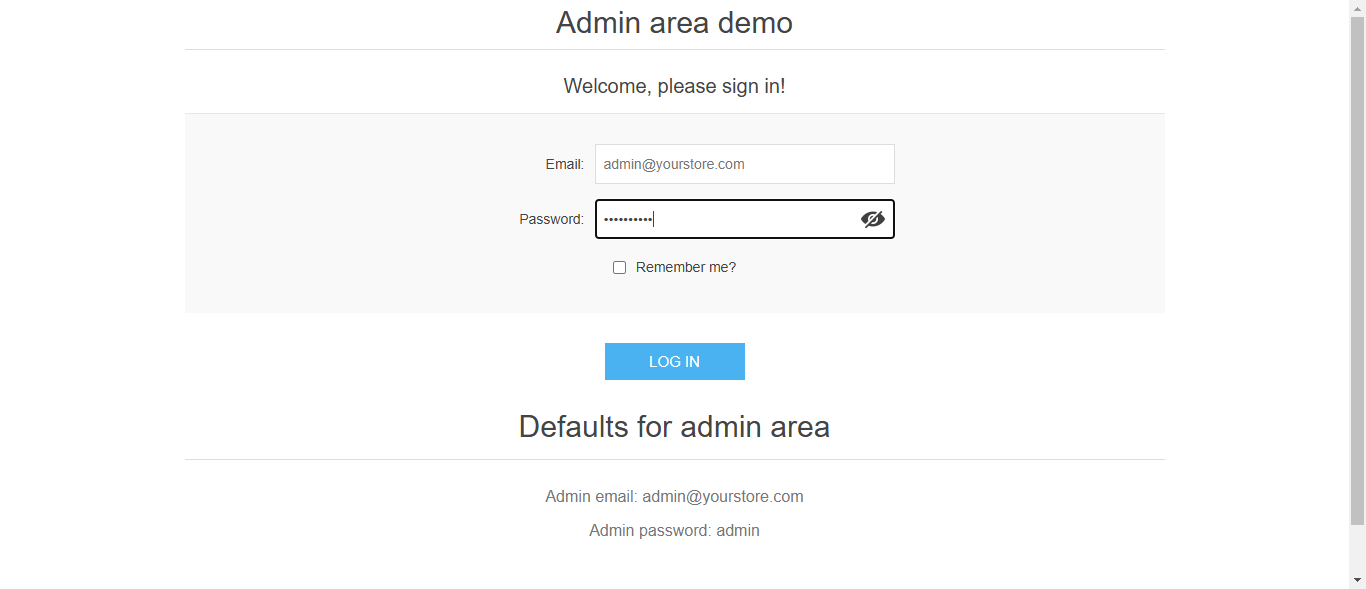 Admin area demo
Welcome, please sign in!
Email: admin@yourstore.com
Password: ••••••••••
Remember me?
LOG IN
Defaults for admin area
Admin email: admin@yourstore.com
Admin password: admin